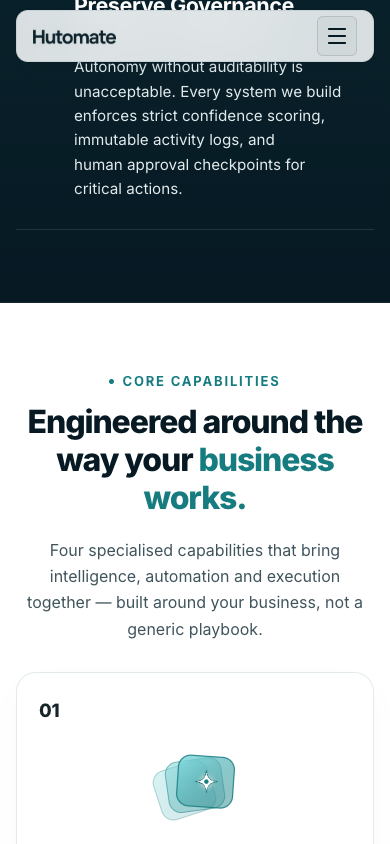 Preserve Governance
Hutomate
Autonomy without auditability is
unacceptable. Every system we build
enforces strict confidence scoring,
immutable activity logs, and
human approval checkpoints for
critical actions.
• CORE CAPABILITIES
Engineered around the
way your business
works.
Four specialised capabilities that bring
intelligence, automation and execution
together — built around your business, not a
generic playbook.
01